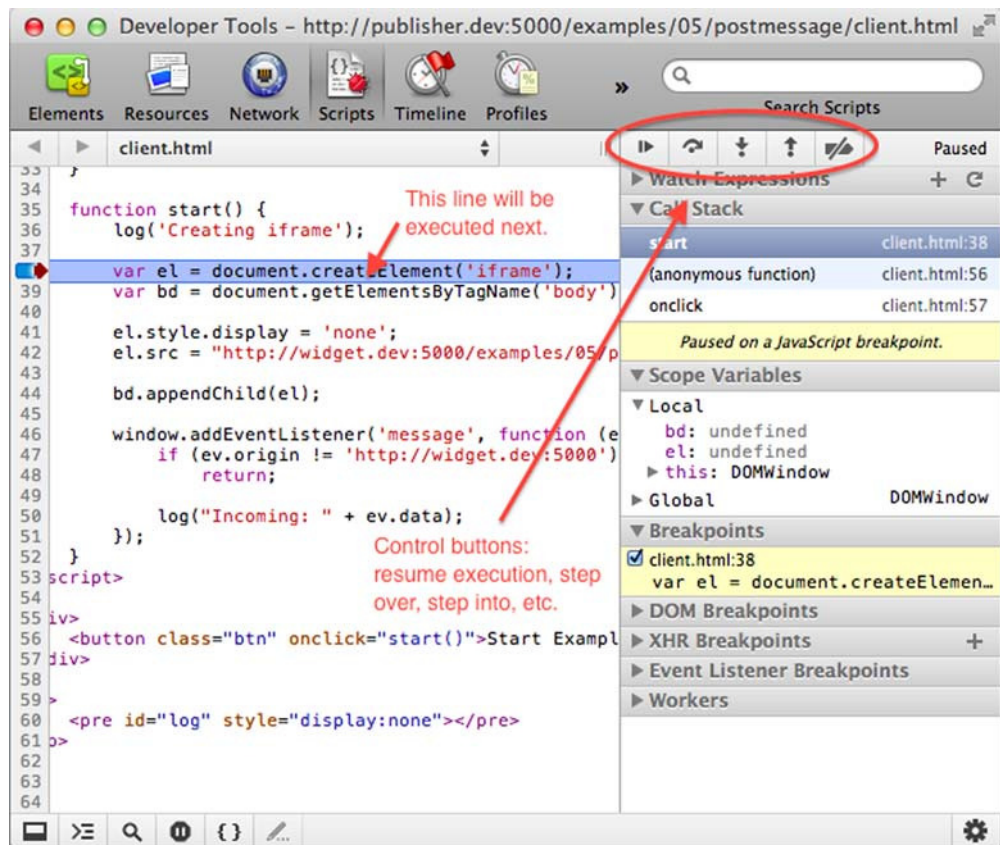 Developer Tools – http://publisher.dev:5000/examples/05/postmessage/client.html
Elements Resources Network Scripts Timeline Profiles » Search Scripts
client.html
Paused
33 }
34
35 function start() {
36 log('Creating iframe');
37
var el = document.createElement('iframe');
39 var bd = document.getElementsByTagName('body')
40
41 el.style.display = 'none';
42 el.src = "http://widget.dev:5000/examples/05/p
43
44 bd.appendChild(el);
45
46 window.addEventListener('message', function (e
47 if (ev.origin != 'http://widget.dev:5000')
48 return;
49
50 log("Incoming: " + ev.data);
51 });
52 }
53 script>
54
55 iv>
56 <button class="btn" onclick="start()">Start Exampl
57 div>
58
59 >
60 <pre id="log" style="display:none"></pre>
61 o>
62
63
64
This line will be
executed next.
Control buttons:
resume execution, step
over, step into, etc.
Watch Expressions +
Call Stack
start client.html:38
(anonymous function) client.html:56
onclick client.html:57
Paused on a JavaScript breakpoint.
Scope Variables
Local
bd: undefined
el: undefined
this: DOMWindow
Global DOMWindow
Breakpoints
client.html:38
var el = document.createElemen…
DOM Breakpoints
XHR Breakpoints +
Event Listener Breakpoints
Workers
{}